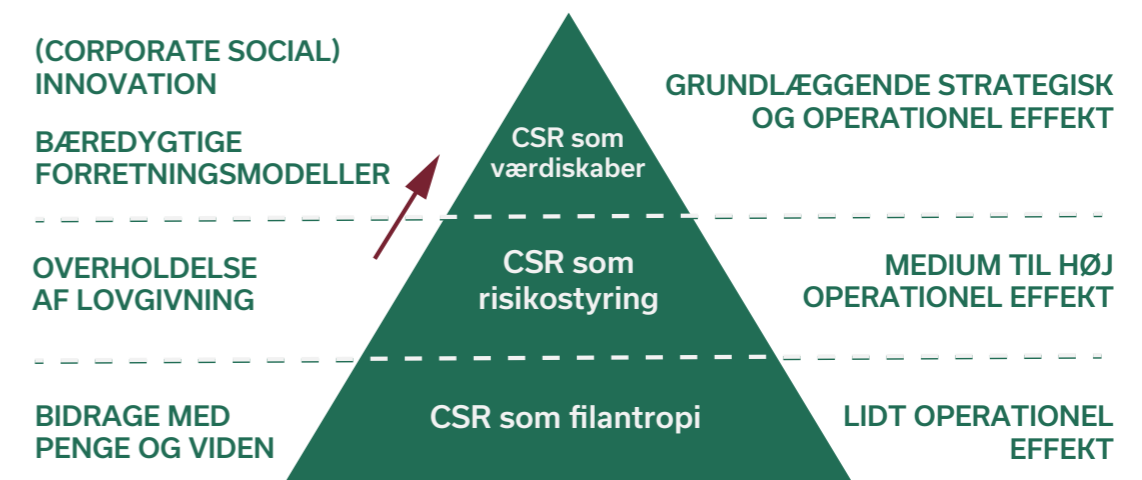 (CORPORATE SOCIAL)
INNOVATION
BÆREDYGTIGE
FORRETNINGSMODELLER
CSR som
værdiskaber
GRUNDLÆGGENDE STRATEGISK
OG OPERATIONEL EFFEKT
OVERHOLDELSE
AF LOVGIVNING
CSR som
risikostyring
MEDIUM TIL HØJ
OPERATIONEL EFFEKT
BIDRAGE MED
PENGE OG VIDEN
CSR som filantropi
LIDT OPERATIONEL
EFFEKT